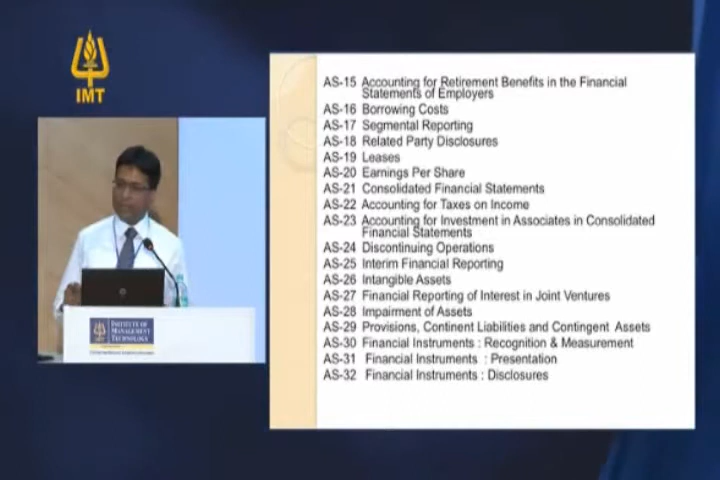 IMT
AS-15 Accounting for Retirement Benefits in the Financial
Statements of Employers
AS-16 Borrowing Costs
AS-17 Segmental Reporting
AS-18 Related Party Disclosures
AS-19 Leases
AS-20 Earnings Per Share
AS-21 Consolidated Financial Statements
AS-22 Accounting for Taxes on Income
AS-23 Accounting for Investment in Associates in Consolidated
Financial Statements
AS-24 Discontinuing Operations
AS-25 Interim Financial Reporting
AS-26 Intangible Assets
AS-27 Financial Reporting of Interest in Joint Ventures
AS-28 Impairment of Assets
AS-29 Provisions, Continent Liabilities and Contingent Assets
AS-30 Financial Instruments : Recognition & Measurement
AS-31 Financial Instruments : Presentation
AS-32 Financial Instruments : Disclosures
INSTITUTE OF
MANAGEMENT
TECHNOLOGY